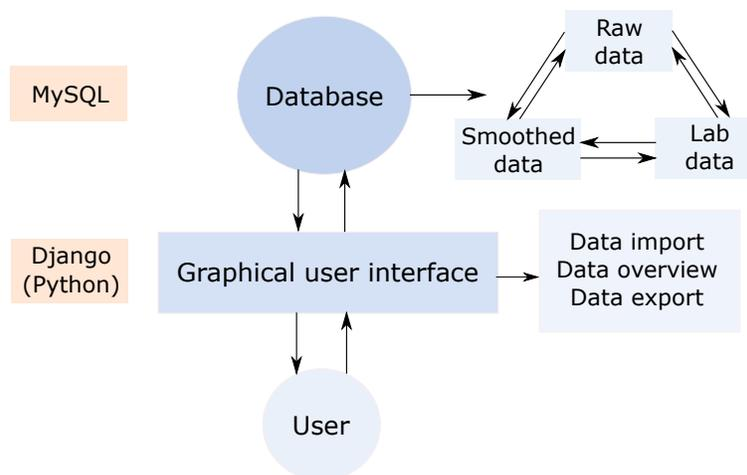 MySQL
Database
Raw
data
Smoothed
data
Lab
data
Django
(Python)
Graphical user interface
Data import
Data overview
Data export
User